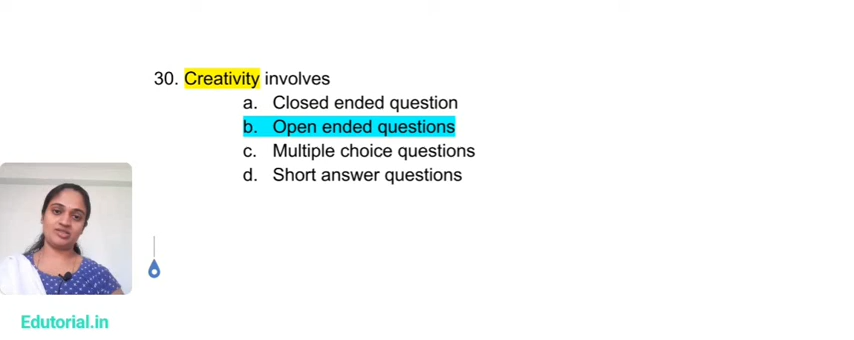 30. Creativity involves
a. Closed ended question
b. Open ended questions
c. Multiple choice questions
d. Short answer questions
Edutorial.in